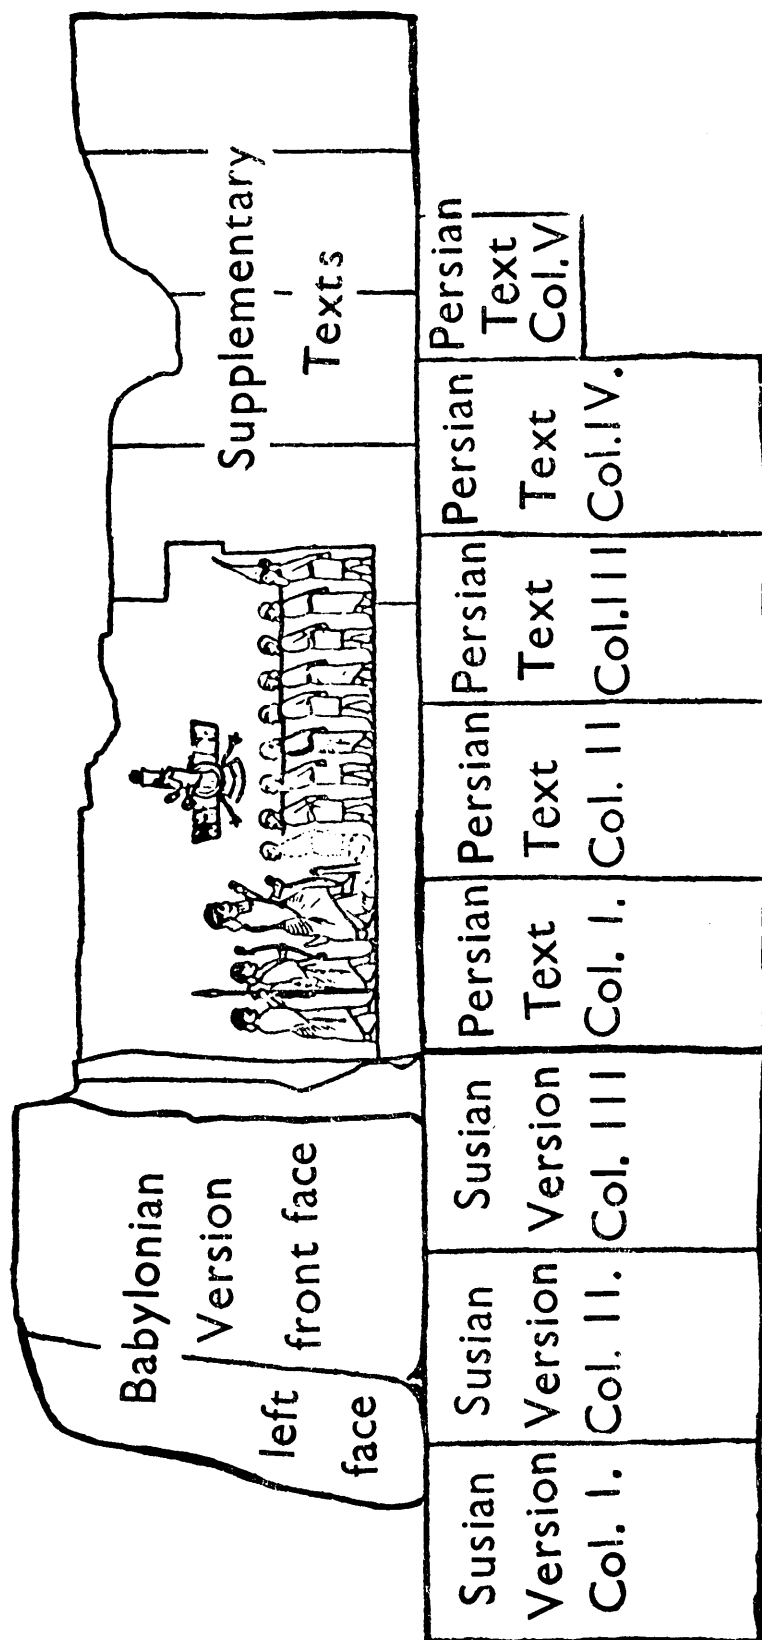 Supplementary
Texts
Babylonian
Version
front face
left
face
Susian
Version
Col. I.
Susian
Version
Col. II.
Susian
Version
Col. III
Persian
Text
Col. I.
Persian
Text
Col. II
Persian
Text
Col.III
Persian
Text
Col.IV.
Persian
Text
Col.V